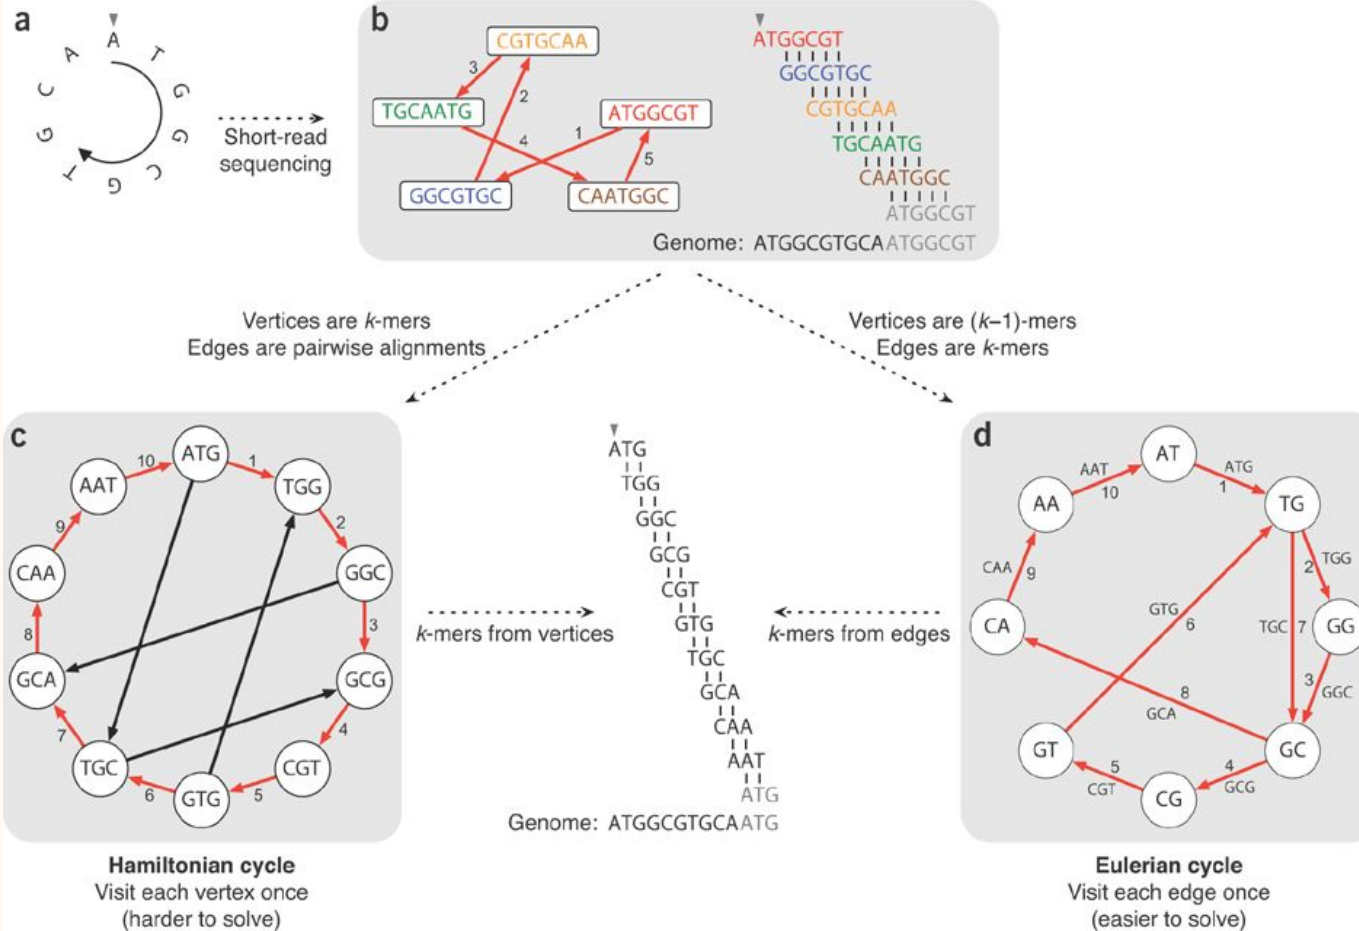 a
A
T
G
G
C
G
T
G
C
A
Short-read
sequencing
b
CGTGCAA
TGCAATG
ATGGCGT
GGCGTGC
CAATGGC
3
2
1
4
5
ATGGCGT
GGCGTGC
CGTGCAA
TGCAATG
CAATGGC
ATGGCGT
Genome: ATGGCGTGCAATGGCGT
Vertices are k-mers
Edges are pairwise alignments
Vertices are (k–1)-mers
Edges are k-mers
c
ATG
TGG
GGC
GCG
CGT
GTG
TGC
GCA
CAA
AAT
1
2
3
4
5
6
7
8
9
10
k-mers from vertices
ATG
TGG
GGC
GCG
CGT
GTG
TGC
GCA
CAA
AAT
ATG
Genome: ATGGCGTGCAATG
k-mers from edges
d
AT
TG
GG
GC
CG
GT
CA
AA
ATG
1
TGG
2
GGC
3
4
GCG
5
CGT
GTG
6
TGC 7
8
GCA
CAA
9
AAT
10
Hamiltonian cycle
Visit each vertex once
(harder to solve)
Eulerian cycle
Visit each edge once
(easier to solve)